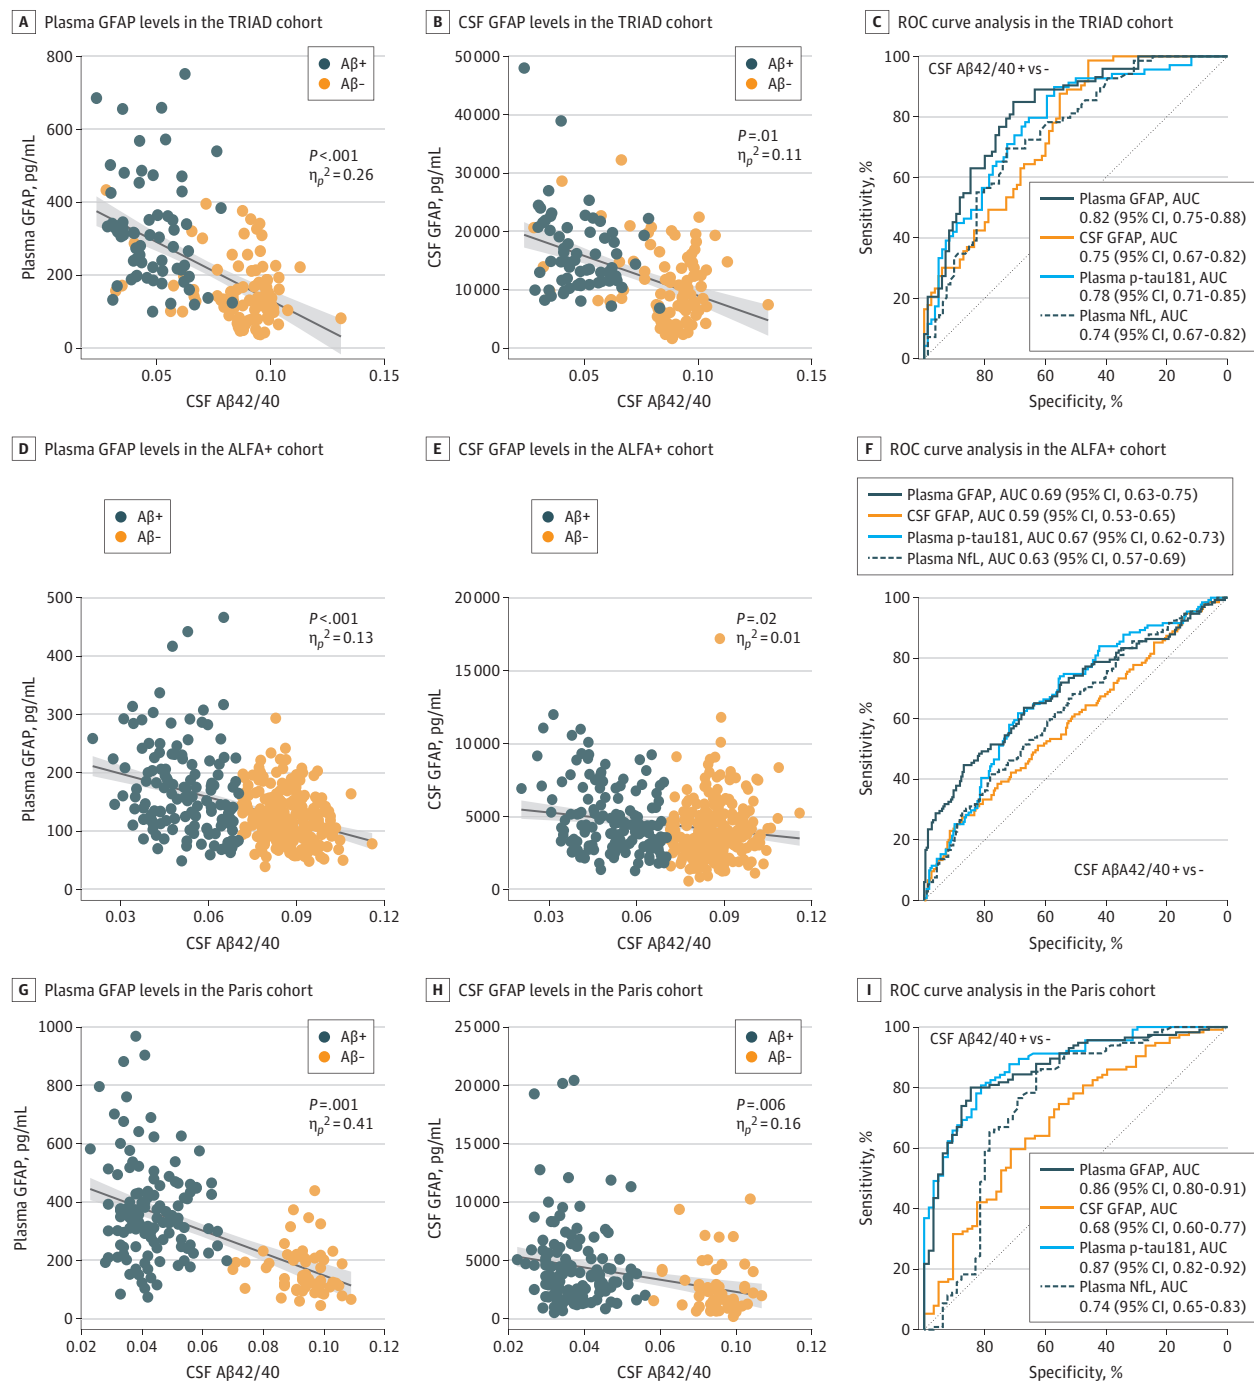 A Plasma GFAP levels in the TRIAD cohort
800
600
400
200
0
Plasma GFAP, pg/mL
Aβ+
Aβ-
P<.001
ηp²=0.26
0.05
0.10
0.15
CSF Aβ42/40
B CSF GFAP levels in the TRIAD cohort
50000
40000
30000
20000
10000
0
CSF GFAP, pg/mL
Aβ+
Aβ-
P=.01
ηp²=0.11
0.05
0.10
0.15
CSF Aβ42/40
C ROC curve analysis in the TRIAD cohort
100
80
60
40
20
0
Sensitivity, %
CSF Aβ42/40+vs-
Plasma GFAP, AUC
0.82 (95% CI, 0.75-0.88)
CSF GFAP, AUC
0.75 (95% CI, 0.67-0.82)
Plasma p-tau181, AUC
0.78 (95% CI, 0.71-0.85)
Plasma NfL, AUC
0.74 (95% CI, 0.67-0.82)
80
60
40
20
0
Specificity, %
D Plasma GFAP levels in the ALFA+ cohort
Aβ+
Aβ-
500
400
300
200
100
0
Plasma GFAP, pg/mL
P<.001
ηp²=0.13
0.03
0.06
0.09
0.12
CSF Aβ42/40
E CSF GFAP levels in the ALFA+ cohort
Aβ+
Aβ-
20000
15000
10000
5000
0
CSF GFAP, pg/mL
P=.02
ηp²=0.01
0.03
0.06
0.09
0.12
CSF Aβ42/40
F ROC curve analysis in the ALFA+ cohort
Plasma GFAP, AUC 0.69 (95% CI, 0.63-0.75)
CSF GFAP, AUC 0.59 (95% CI, 0.53-0.65)
Plasma p-tau181, AUC 0.67 (95% CI, 0.62-0.73)
Plasma NfL, AUC 0.63 (95% CI, 0.57-0.69)
100
80
60
40
20
0
Sensitivity, %
CSF AβA42/40+vs-
80
60
40
20
0
Specificity, %
G Plasma GFAP levels in the Paris cohort
1000
800
600
400
200
0
Plasma GFAP, pg/mL
Aβ+
Aβ-
P=.001
ηp²=0.41
0.02
0.04
0.06
0.08
0.10
0.12
CSF Aβ42/40
H CSF GFAP levels in the Paris cohort
25000
20000
15000
10000
5000
0
CSF GFAP, pg/mL
Aβ+
Aβ-
P=.006
ηp²=0.16
0.02
0.04
0.06
0.08
0.10
0.12
CSF Aβ42/40
I ROC curve analysis in the Paris cohort
100
80
60
40
20
0
Sensitivity, %
CSF Aβ42/40+vs-
Plasma GFAP, AUC
0.86 (95% CI, 0.80-0.91)
CSF GFAP, AUC
0.68 (95% CI, 0.60-0.77)
Plasma p-tau181, AUC
0.87 (95% CI, 0.82-0.92)
Plasma NfL, AUC
0.74 (95% CI, 0.65-0.83)
80
60
40
20
0
Specificity, %